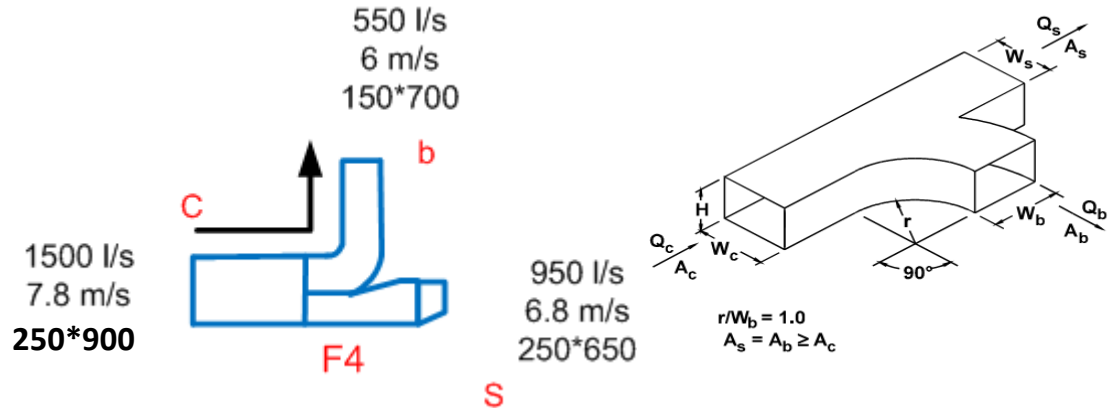 550 l/s
6 m/s
150*700
b
C
1500 l/s
7.8 m/s
250*900
F4
950 l/s
6.8 m/s
250*650
S
Qs
As
Ws
H
Qc
Ac
Wc
r
90°
Wb
Qb
Ab
r/Wb = 1.0
As = Ab ≥ Ac